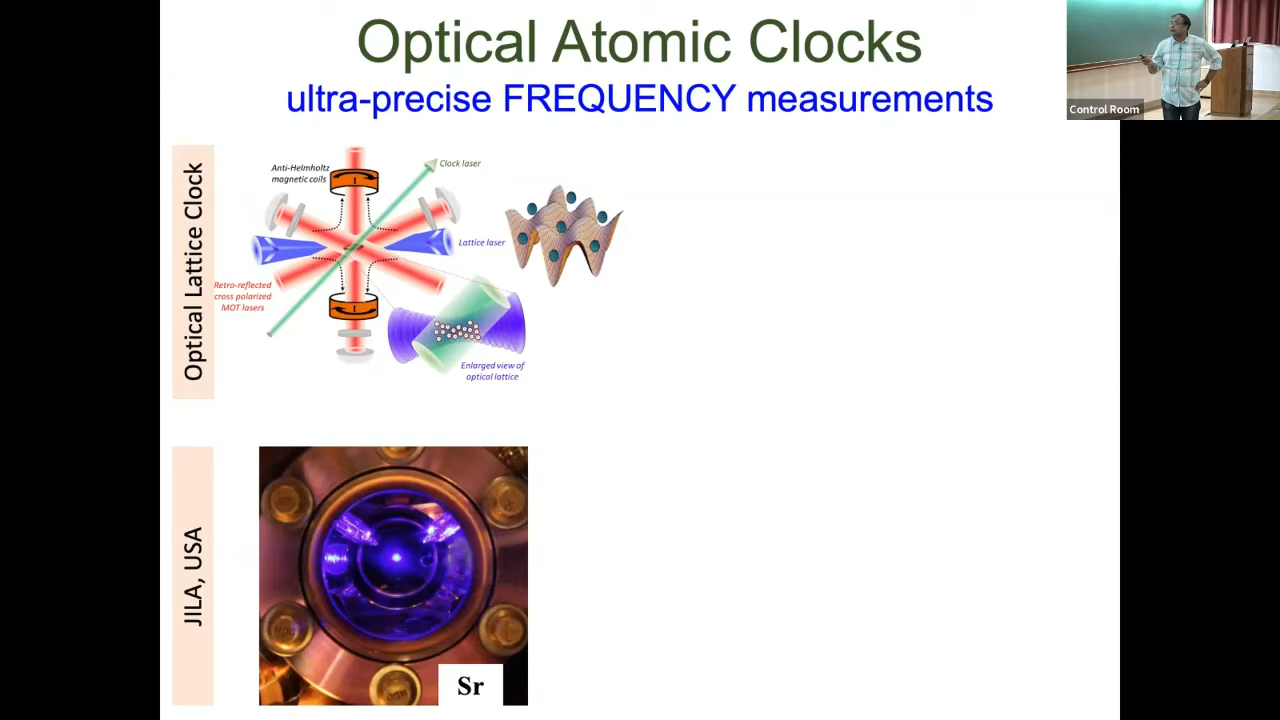 Optical Atomic Clocks
ultra-precise FREQUENCY measurements
Control Room
Optical Lattice Clock
Anti-Helmholtz
magnetic coils
I
Clock laser
Lattice laser
Retro-reflected
cross polarized
MOT lasers
I
Enlarged view of
optical lattice
JILA, USA
Sr